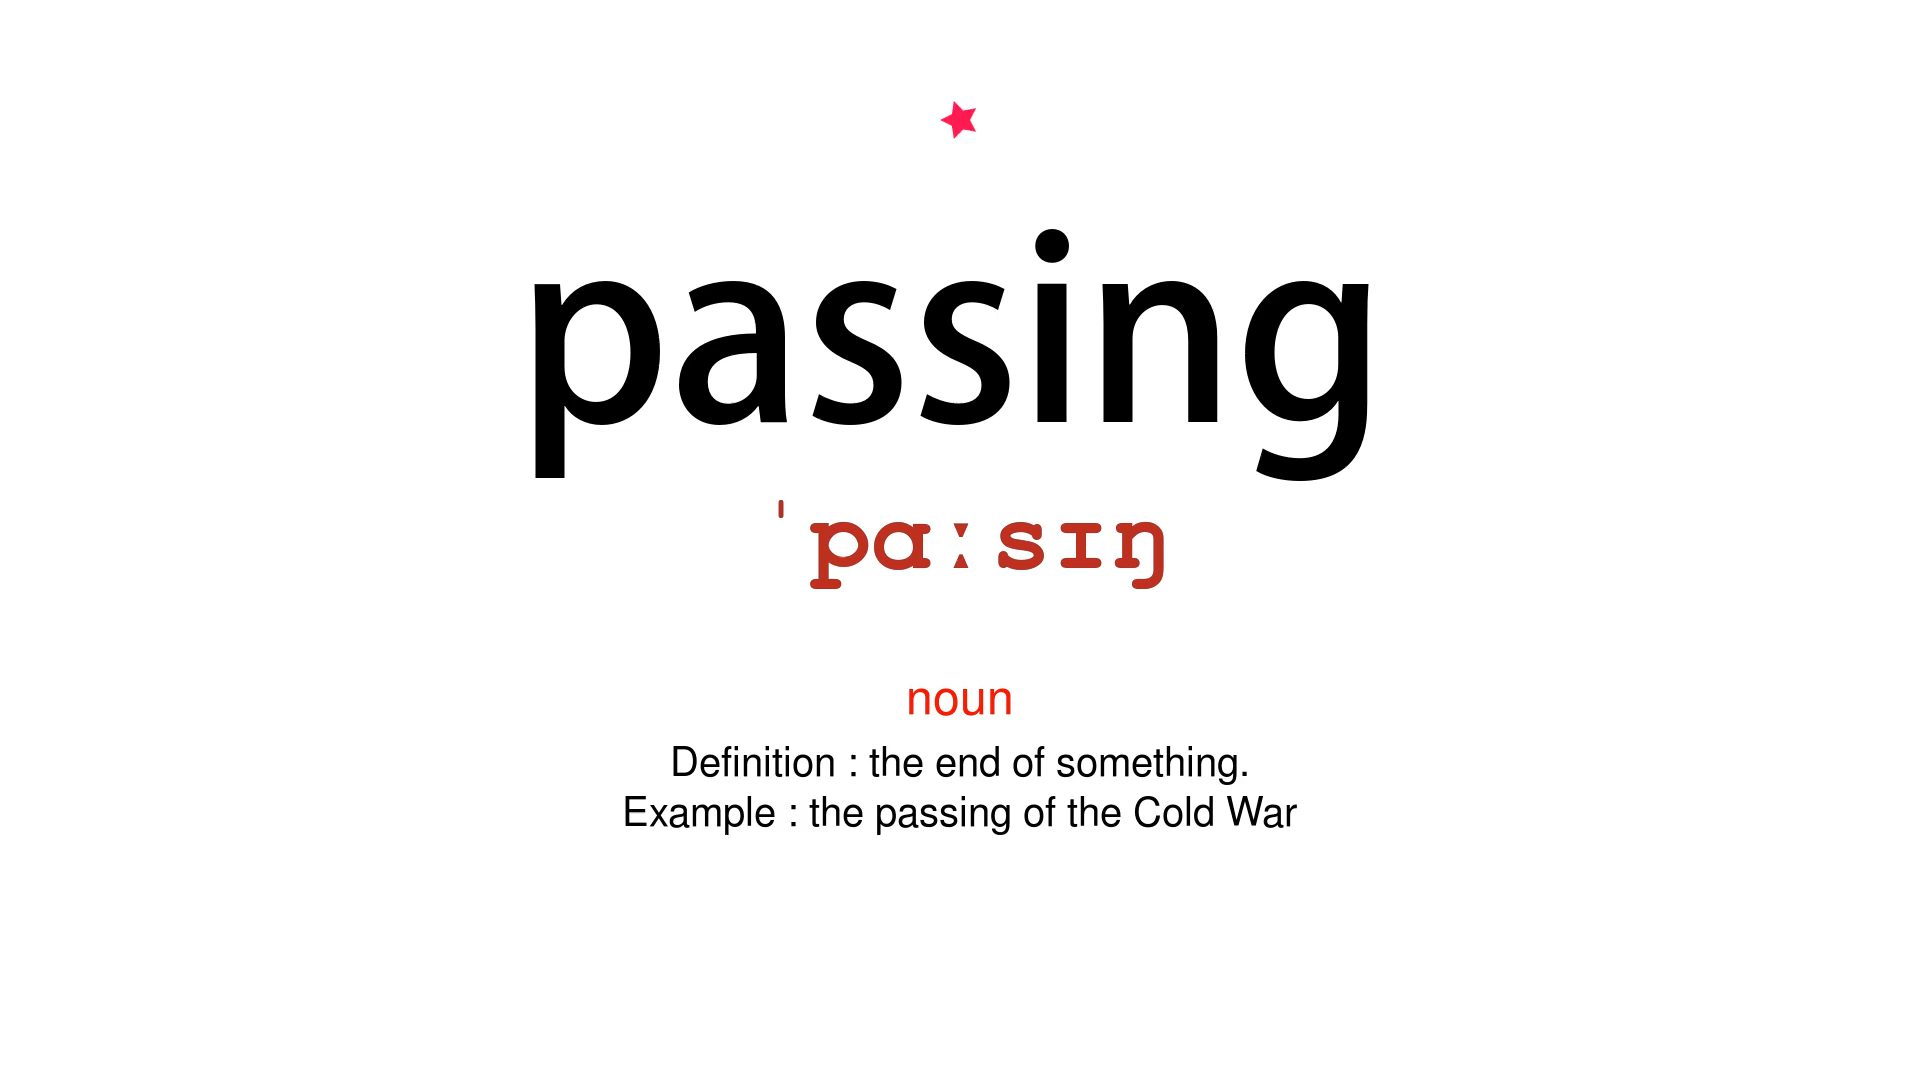 passing
ˈpɑːsɪŋ
noun
Definition : the end of something.
Example : the passing of the Cold War